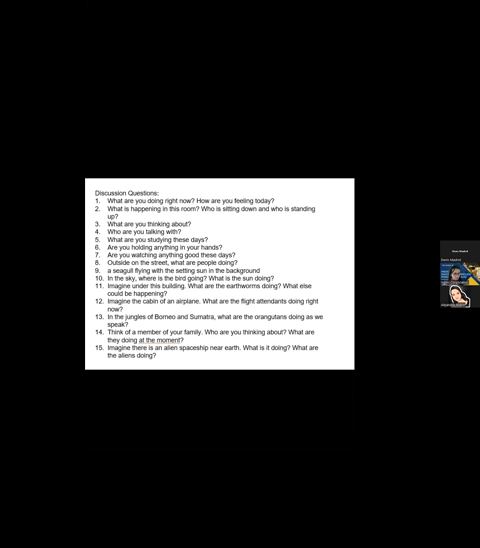 Discussion Questions:
1. What are you doing right now? How are you feeling today?
2. What is happening in this room? Who is sitting down and who is standing
up?
3. What are you thinking about?
4. Who are you talking with?
5. What are you studying these days?
6. Are you holding anything in your hands?
7. Are you watching anything good these days?
8. Outside on the street, what are people doing?
9. a seagull flying with the setting sun in the background
10. In the sky, where is the bird going? What is the sun doing?
11. Imagine under this building. What are the earthworms doing? What else
could be happening?
12. Imagine the cabin of an airplane. What are the flight attendants doing right
now?
13. In the jungles of Borneo and Sumatra, what are the orangutans doing as we
speak?
14. Think of a member of your family. Who are you thinking about? What are
they doing at the moment?
15. Imagine there is an alien spaceship near earth. What is it doing? What are
the aliens doing?